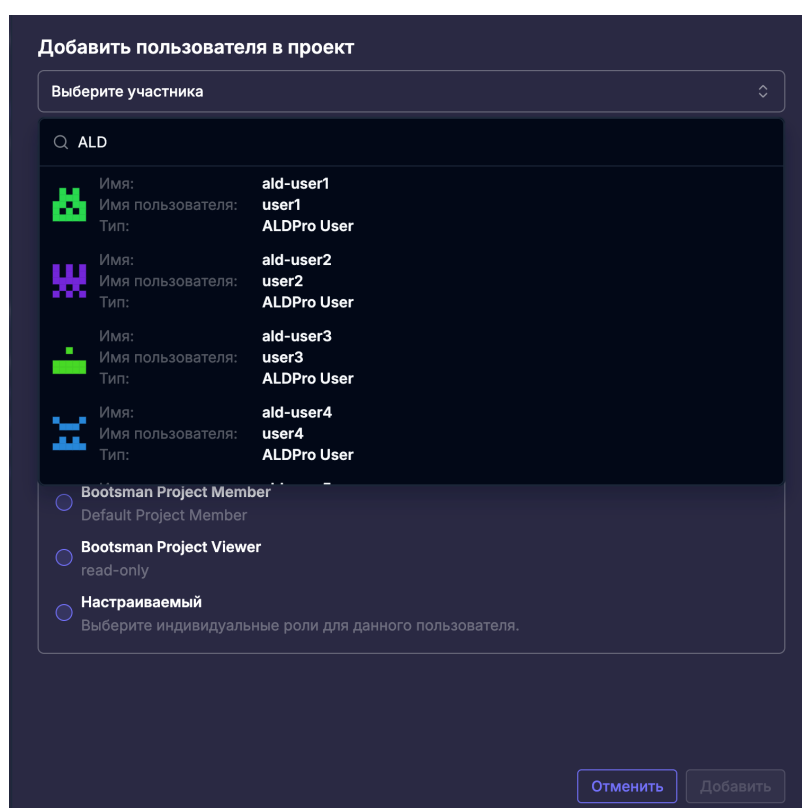 Добавить пользователя в проект
Выберите участника
ALD
Имя: ald-user1
Имя пользователя: user1
Тип: ALDPro User
Имя: ald-user2
Имя пользователя: user2
Тип: ALDPro User
Имя: ald-user3
Имя пользователя: user3
Тип: ALDPro User
Имя: ald-user4
Имя пользователя: user4
Тип: ALDPro User
Bootsman Project Member
Default Project Member
Bootsman Project Viewer
read-only
Настраиваемый
Выберите индивидуальные роли для данного пользователя.
Отменить Добавить